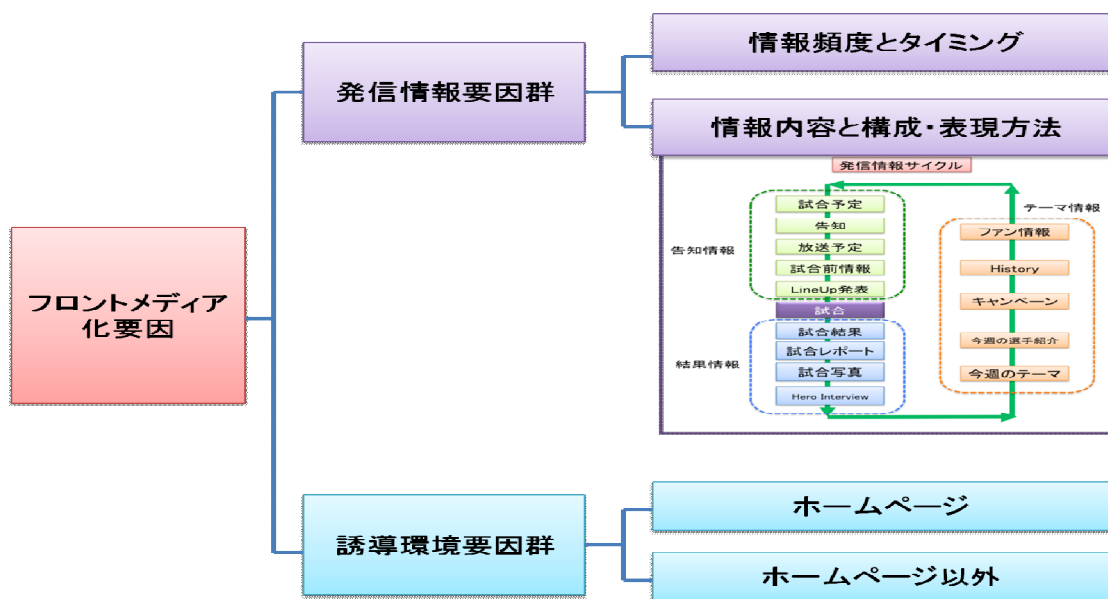 情報頻度とタイミング
発信情報要因群
情報内容と構成・表現方法
発信情報サイクル
試合予定
告知
放送予定
試合前情報
LineUp発表
告知情報
試合
試合結果
試合レポート
試合写真
Hero Interview
結果情報
テーマ情報
ファン情報
History
キャンペーン
今週の選手紹介
今週のテーマ
フロントメディア
化要因
誘導環境要因群
ホームページ
ホームページ以外